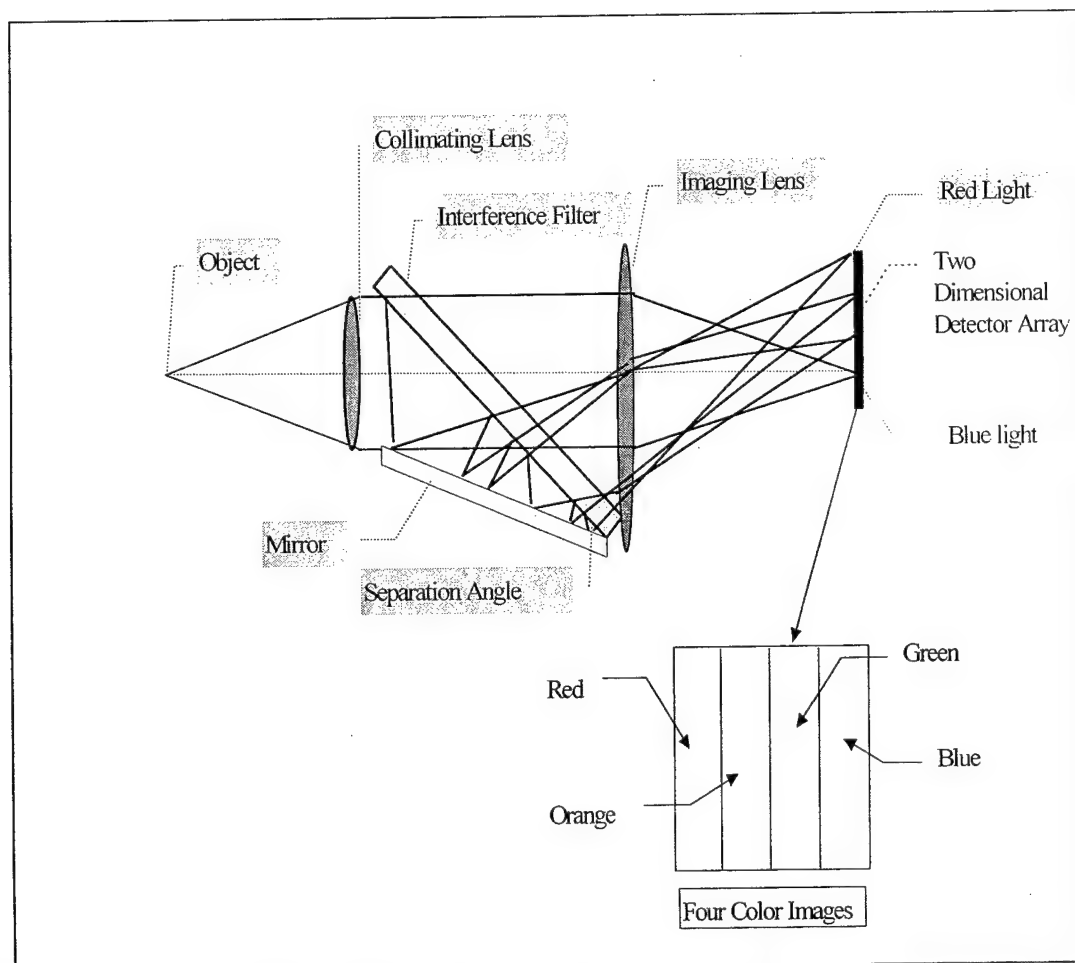 Collimating Lens
Imaging Lens
Red Light
Interference Filter
Object
Two
Dimensional
Detector Array
Blue light
Mirror
Separation Angle
Green
Red
Blue
Orange
Four Color Images